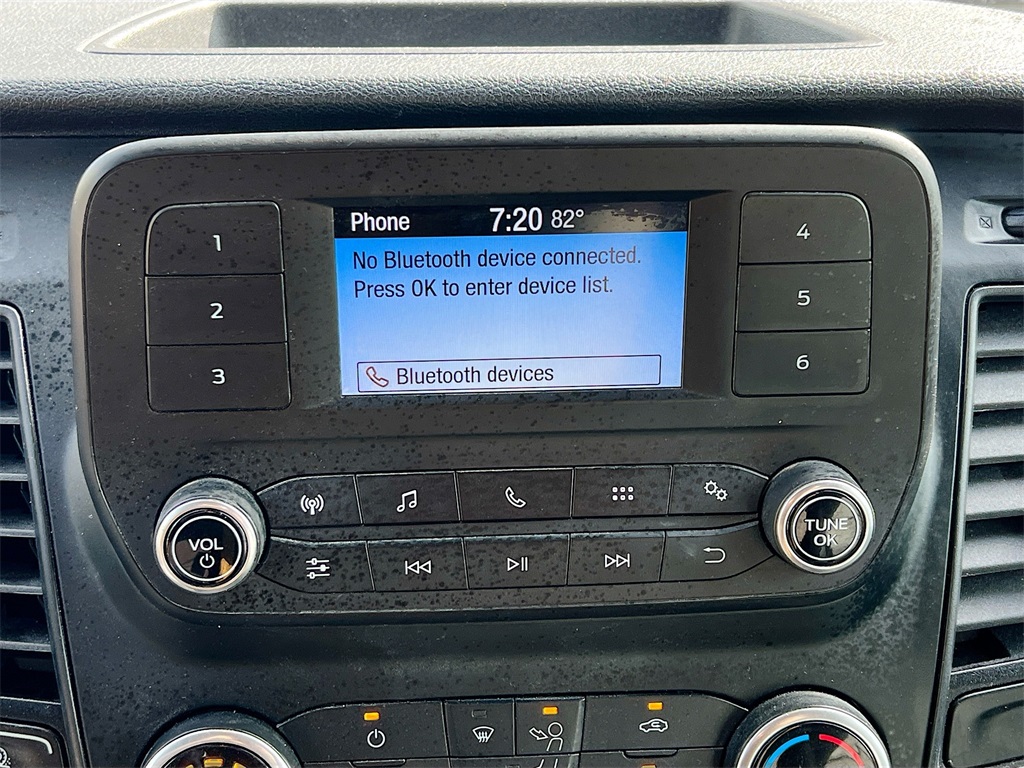 Phone 7:20 82°
No Bluetooth device connected.
Press OK to enter device list.
Bluetooth devices
1
2
3
4
5
6
VOL
TUNE
OK